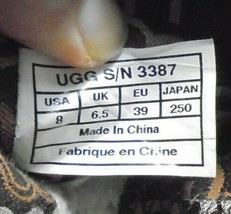 UGG S/N 3387
USA UK EU JAPAN
8 6.5 39 250
Made In China
Fabrique en Chine